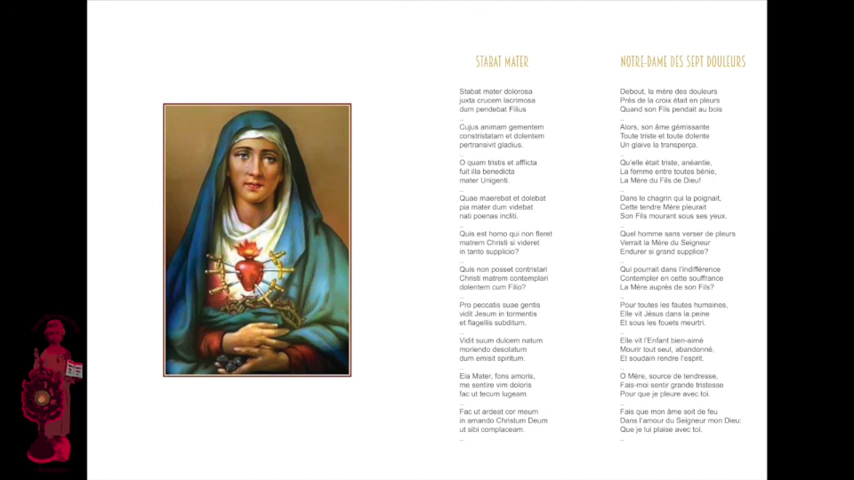 STABAT MATER
Stabat mater dolorosa
juxta crucem lacrimosa
dum pendebat Filius
..
Cujus animam gementem
constristatam et dolentem
pertransivit gladius.
..
O quam tristis et afflicta
fuit illa benedicta
mater Unigenti.
..
Quae maerebat et dolebat
pia mater dum videbat
nati poenas incliti.
..
Quis est homo qui non fleret
matrem Christi si videret
in tanto supplicio?
..
Quis non posset contristari
Christi matrem contemplari
dolentem cum Filio?
..
Pro peccatis suae gentis
vidit Jesum in tormentis
et flagellis subditum.
..
Vidit suum dulcem natum
moriendo desolatum
dum emisit spiritum.
..
Eia Mater, fons amoris,
me sentire vim doloris
fac ut tecum lugeam.
..
Fac ut ardeat cor meum
in amando Christum Deum
ut sibi complaceam.
..
NOTRE-DAME DES SEPT DOULEURS
Debout, la mère des douleurs
Près de la croix était en pleurs
Quand son Fils pendait au bois
..
Alors, son âme gémissante
Toute triste et toute dolente
Un glaive la transperça.
..
Qu'elle était triste, anéantie,
La femme entre toutes bénie,
La Mère du Fils de Dieu!
..
Dans le chagrin qui la poignait,
Cette tendre Mère pleurait
Son Fils mourant sous ses yeux.
..
Quel homme sans verser de pleurs
Verrait la Mère du Seigneur
Endurer si grand supplice?
..
Qui pourrait dans l'indifférence
Contempler en cette souffrance
La Mère auprès de son Fils?
..
Pour toutes les fautes humaines,
Elle vit Jésus dans la peine
Et sous les fouets meurtri.
..
Elle vit l'Enfant bien-aimé
Mourir tout seul, abandonné,
Et soudain rendre l'esprit.
..
O Mère, source de tendresse,
Fais-moi sentir grande tristesse
Pour que je pleure avec toi.
..
Fais que mon âme soit de feu
Dans l'amour du Seigneur mon Dieu:
Que je lui plaise avec toi.
..